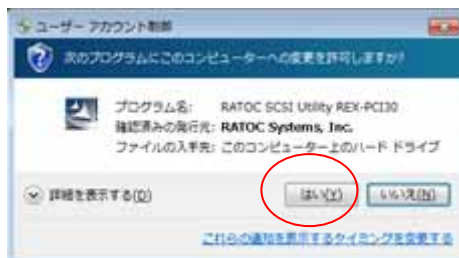 ユーザー アカウント制御
次のプログラムにこのコンピューターへの変更を許可しますか?
プログラム名: RATOC SCSI Utility REX-PCI30
確認済みの発行元: RATOC Systems, Inc.
ファイルの入手先: このコンピューター上のハード ドライブ
詳細を表示する(D)
はい(Y)
いいえ(N)
これらの通知を表示するタイミングを変更する